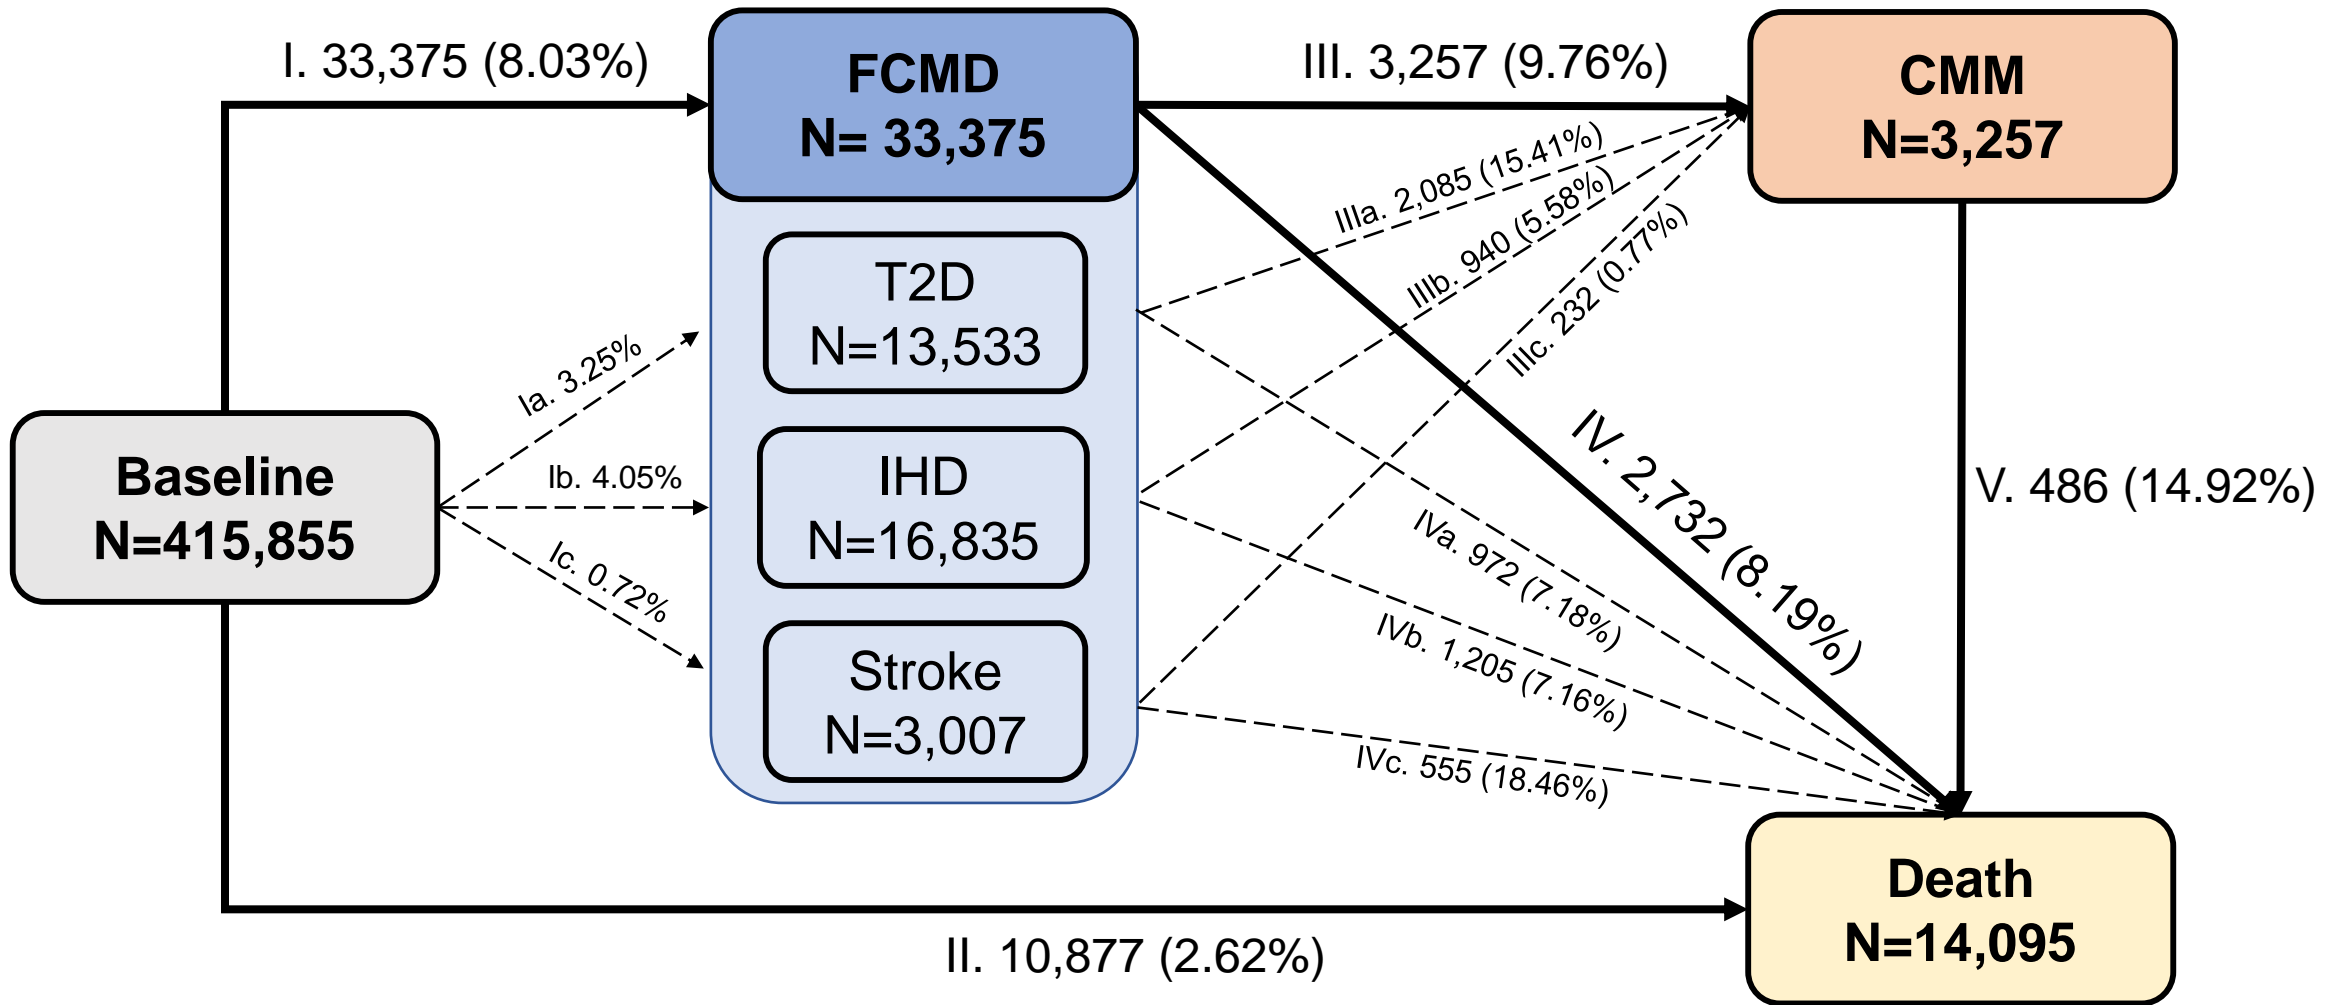 I. 33,375 (8.03%)
FCMD
N= 33,375
III. 3,257 (9.76%)
CMM
N=3,257
IIIa. 2,085 (15.41%)
IIIb. 940 (5.58%)
IIIc. 232 (0.77%)
T2D
N=13,533
Ia. 3.25%
Baseline
N=415,855
Ib. 4.05%
IHD
N=16,835
Ic. 0.72%
Stroke
N=3,007
IV. 2,732 (8.19%)
V. 486 (14.92%)
IVa. 972 (7.18%)
IVb. 1,205 (7.16%)
IVc. 555 (18.46%)
Death
N=14,095
II. 10,877 (2.62%)